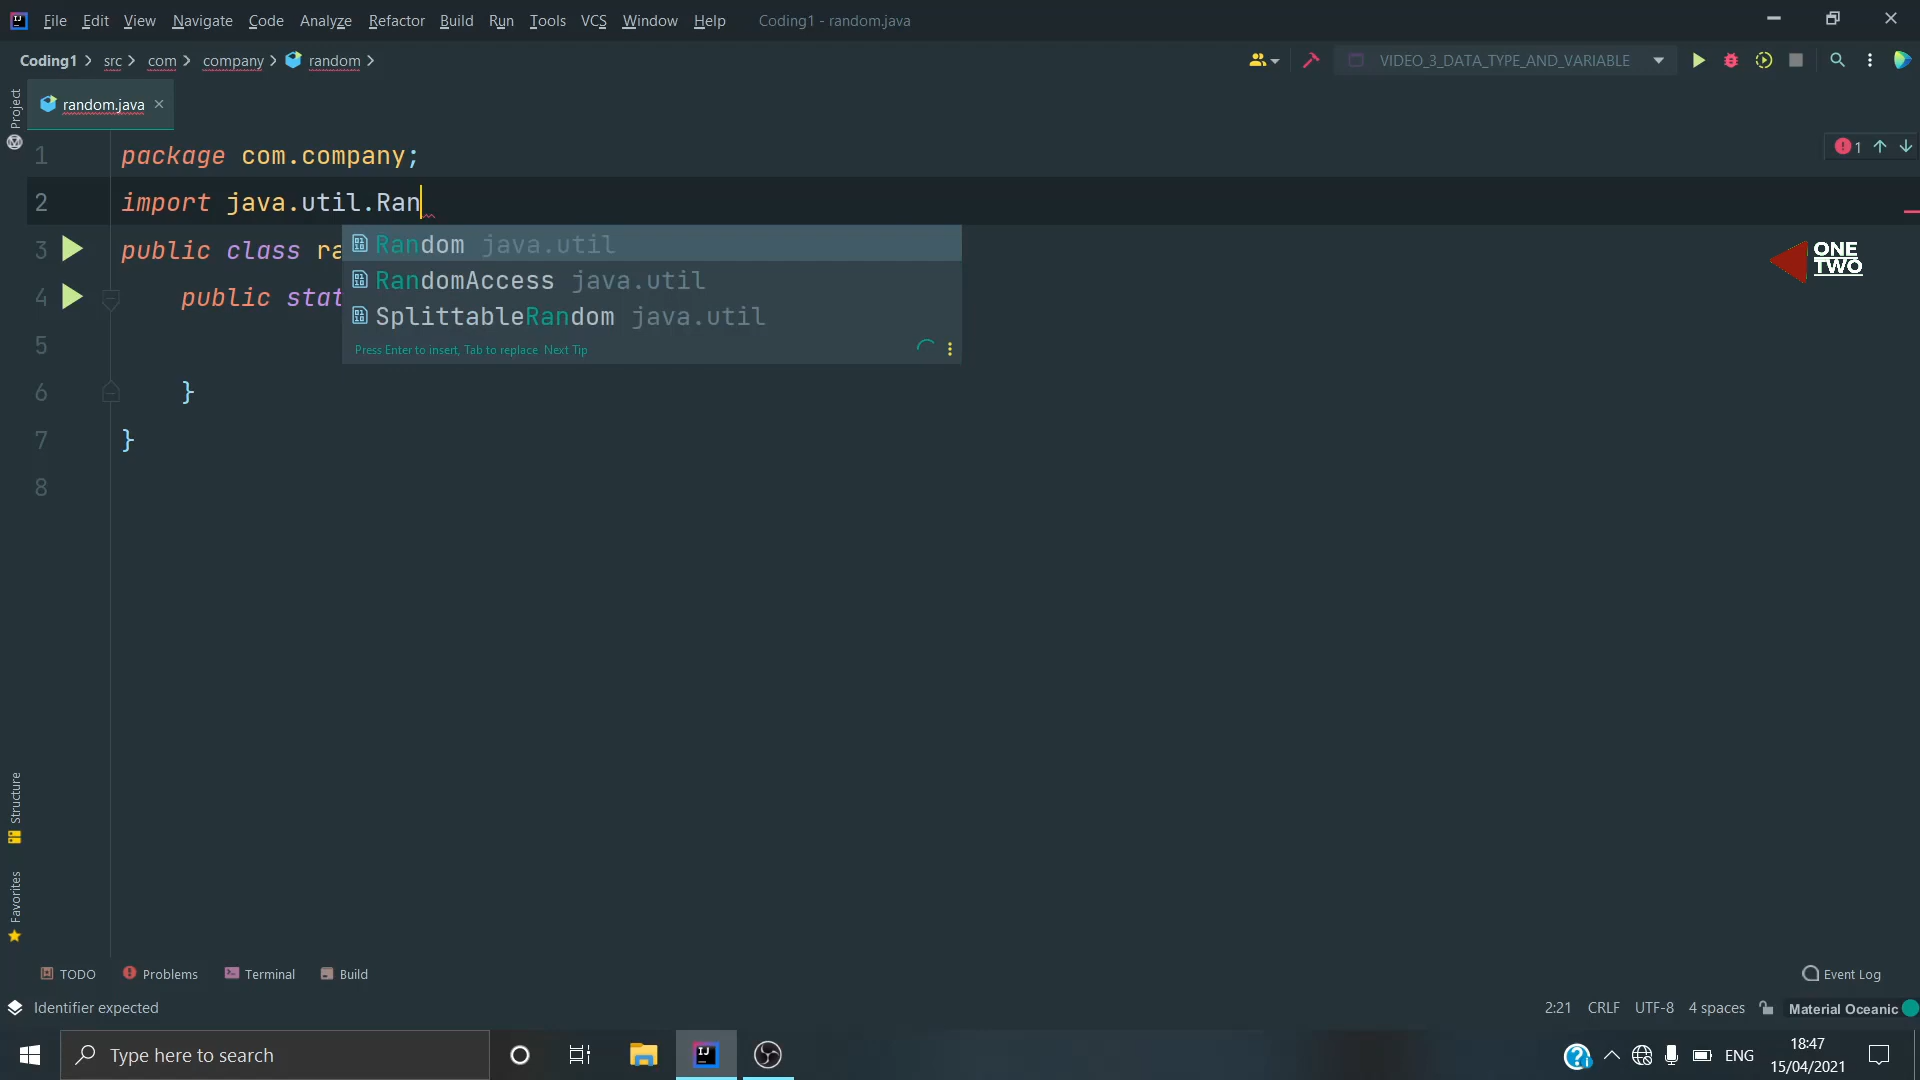 File Edit View Navigate Code Analyze Refactor Build Run Tools VCS Window Help Coding1 - random.java
Coding1 src com company random VIDEO_3_DATA_TYPE_AND_VARIABLE
Project
random.java
1 package com.company; 1
2 import java.util.Ran
3 public class ra
Random java.util
ONE
TWO
RandomAccess java.util
4 public stat
SplittableRandom java.util
5
Press Enter to insert, Tab to replace Next Tip
6 }
7 }
8
Structure
Favorites
TODO Problems Terminal Build Event Log
Identifier expected 2:21 CRLF UTF-8 4 spaces Material Oceanic
Type here to search ENG 18:47
15/04/2021